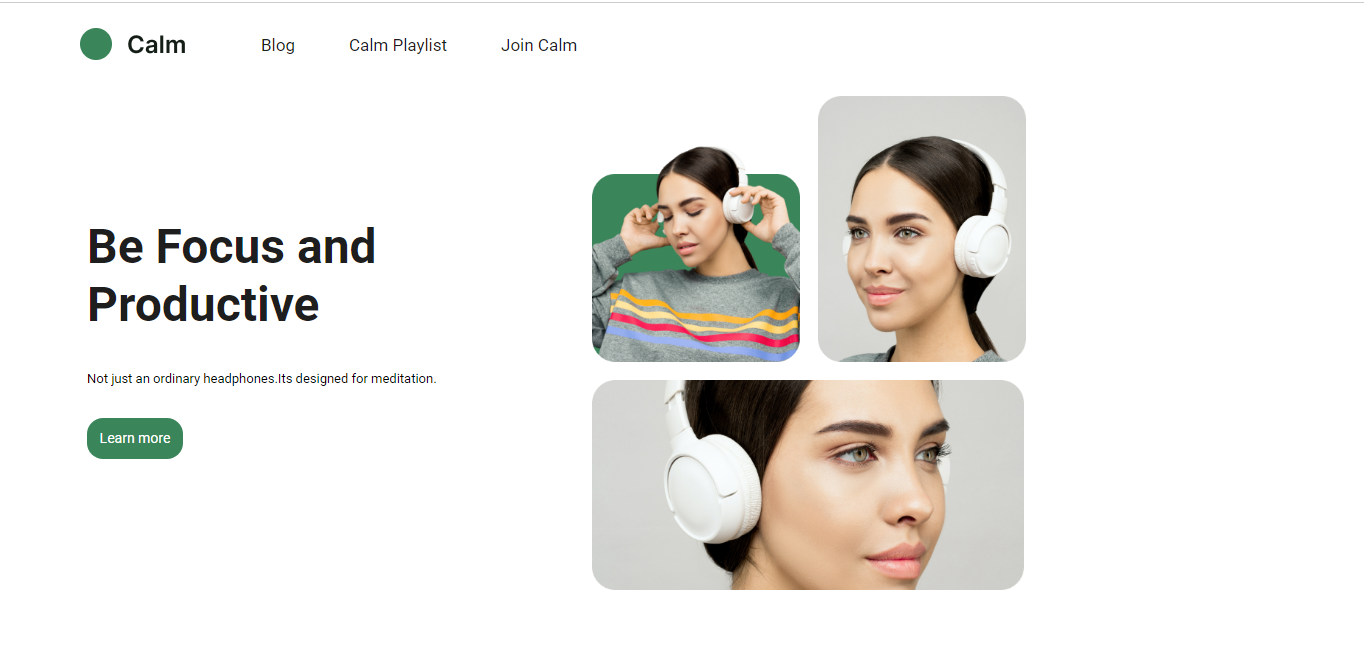 Calm
Blog
Calm Playlist
Join Calm
Be Focus and
Productive
Not just an ordinary headphones.Its designed for meditation.
Learn more